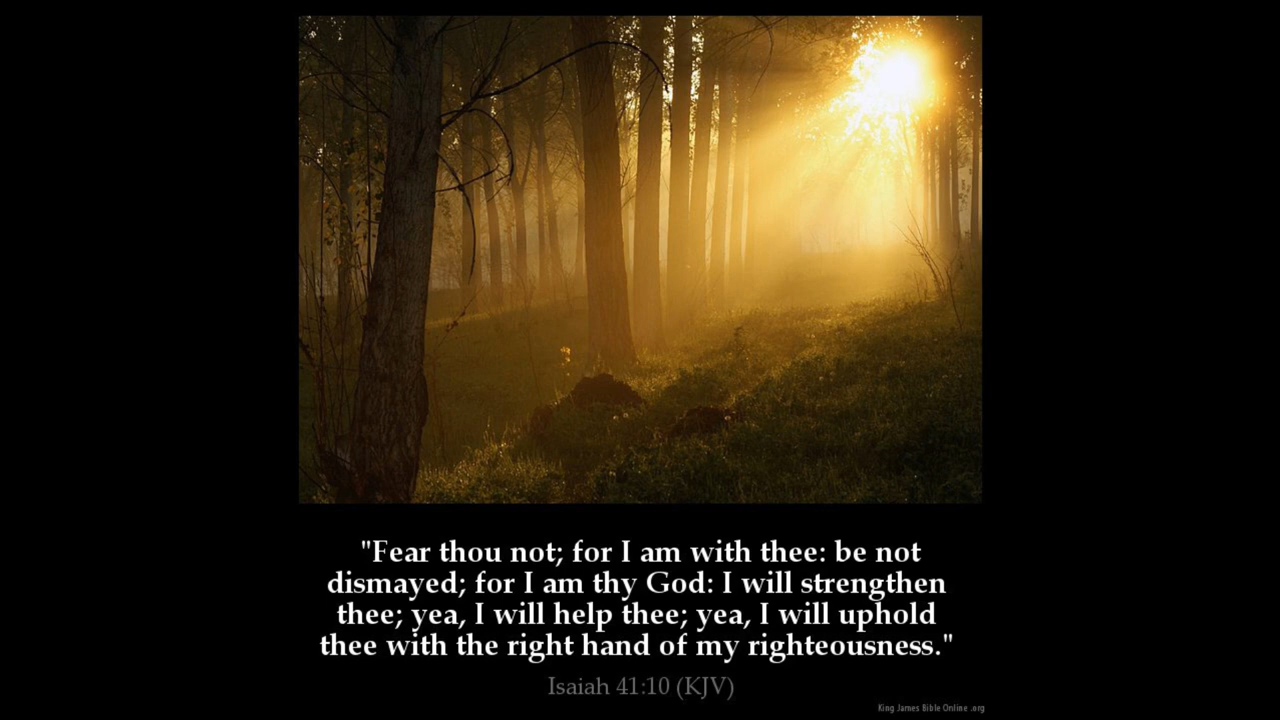 "Fear thou not; for I am with thee: be not
dismayed; for I am thy God: I will strengthen
thee; yea, I will help thee; yea, I will uphold
thee with the right hand of my righteousness."
Isaiah 41:10 (KJV)
King James Bible Online .org